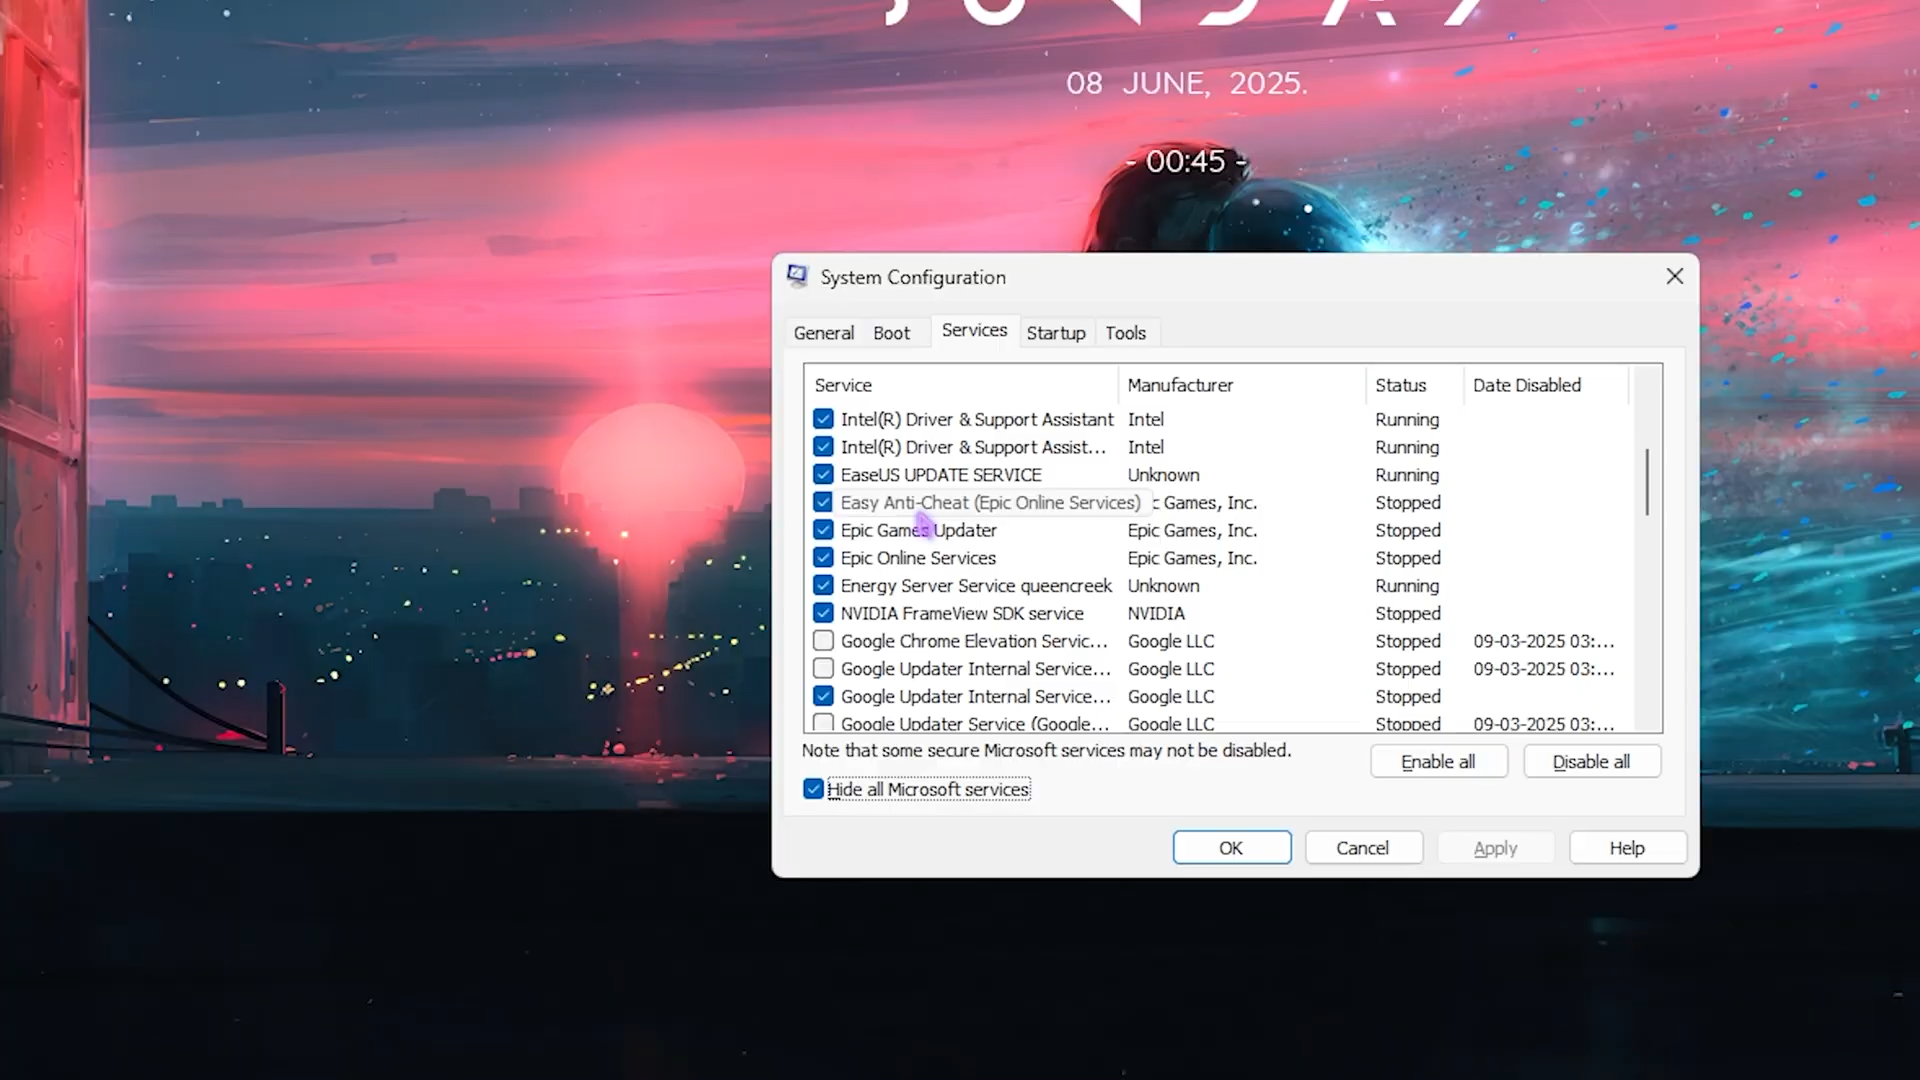 08 JUNE, 2025.
- 00:45 -
System Configuration
General Boot Services Startup Tools
Service Manufacturer Status Date Disabled
Intel(R) Driver & Support Assistant Intel Running
Intel(R) Driver & Support Assist... Intel Running
EaseUS UPDATE SERVICE Unknown Running
Easy Anti-Cheat (Epic Online Services) c Games, Inc. Stopped
Epic Games Updater Epic Games, Inc. Stopped
Epic Online Services Epic Games, Inc. Stopped
Energy Server Service queencreek Unknown Running
NVIDIA FrameView SDK service NVIDIA Stopped
Google Chrome Elevation Servic... Google LLC Stopped 09-03-2025 03:...
Google Updater Internal Service... Google LLC Stopped 09-03-2025 03:...
Google Updater Internal Service... Google LLC Stopped
Google Updater Service (Google... Google LLC Stopped 09-03-2025 03:...
Note that some secure Microsoft services may not be disabled.
Enable all Disable all
Hide all Microsoft services
OK Cancel Apply Help